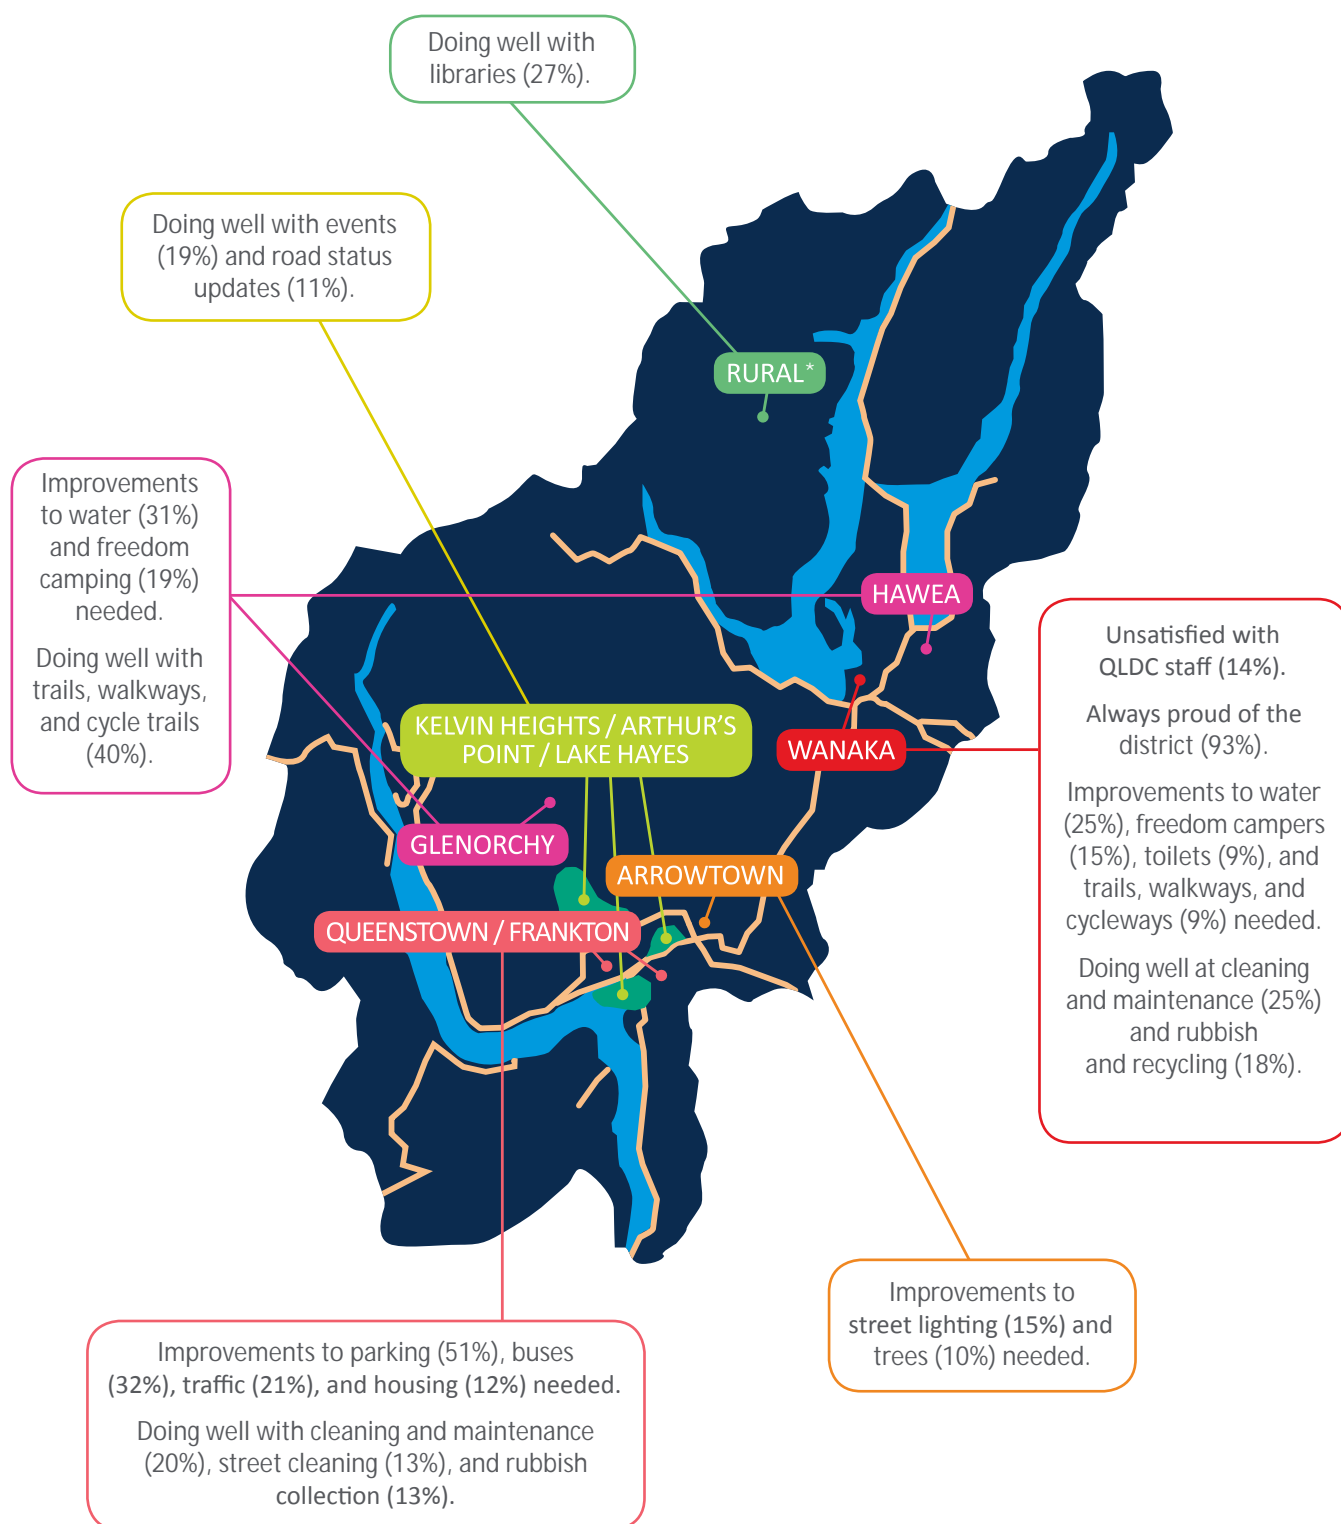 Doing well with
libraries (27%).
Doing well with events
(19%) and road status
updates (11%).
RURAL*
Improvements
to water (31%)
and freedom
camping (19%)
needed.
Doing well with
trails, walkways,
and cycle trails
(40%).
HAWEA
Unsatisfied with
QLDC staff (14%).
Always proud of the
district (93%).
Improvements to water
(25%), freedom campers
(15%), toilets (9%), and
trails, walkways, and
cycleways (9%) needed.
Doing well at cleaning
and maintenance (25%)
and rubbish
and recycling (18%).
KELVIN HEIGHTS / ARTHUR'S
POINT / LAKE HAYES
WANAKA
GLENORCHY
ARROWTOWN
QUEENSTOWN / FRANKTON
Improvements to
street lighting (15%) and
trees (10%) needed.
Improvements to parking (51%), buses
(32%), traffic (21%), and housing (12%) needed.
Doing well with cleaning and maintenance
(20%), street cleaning (13%), and rubbish
collection (13%).